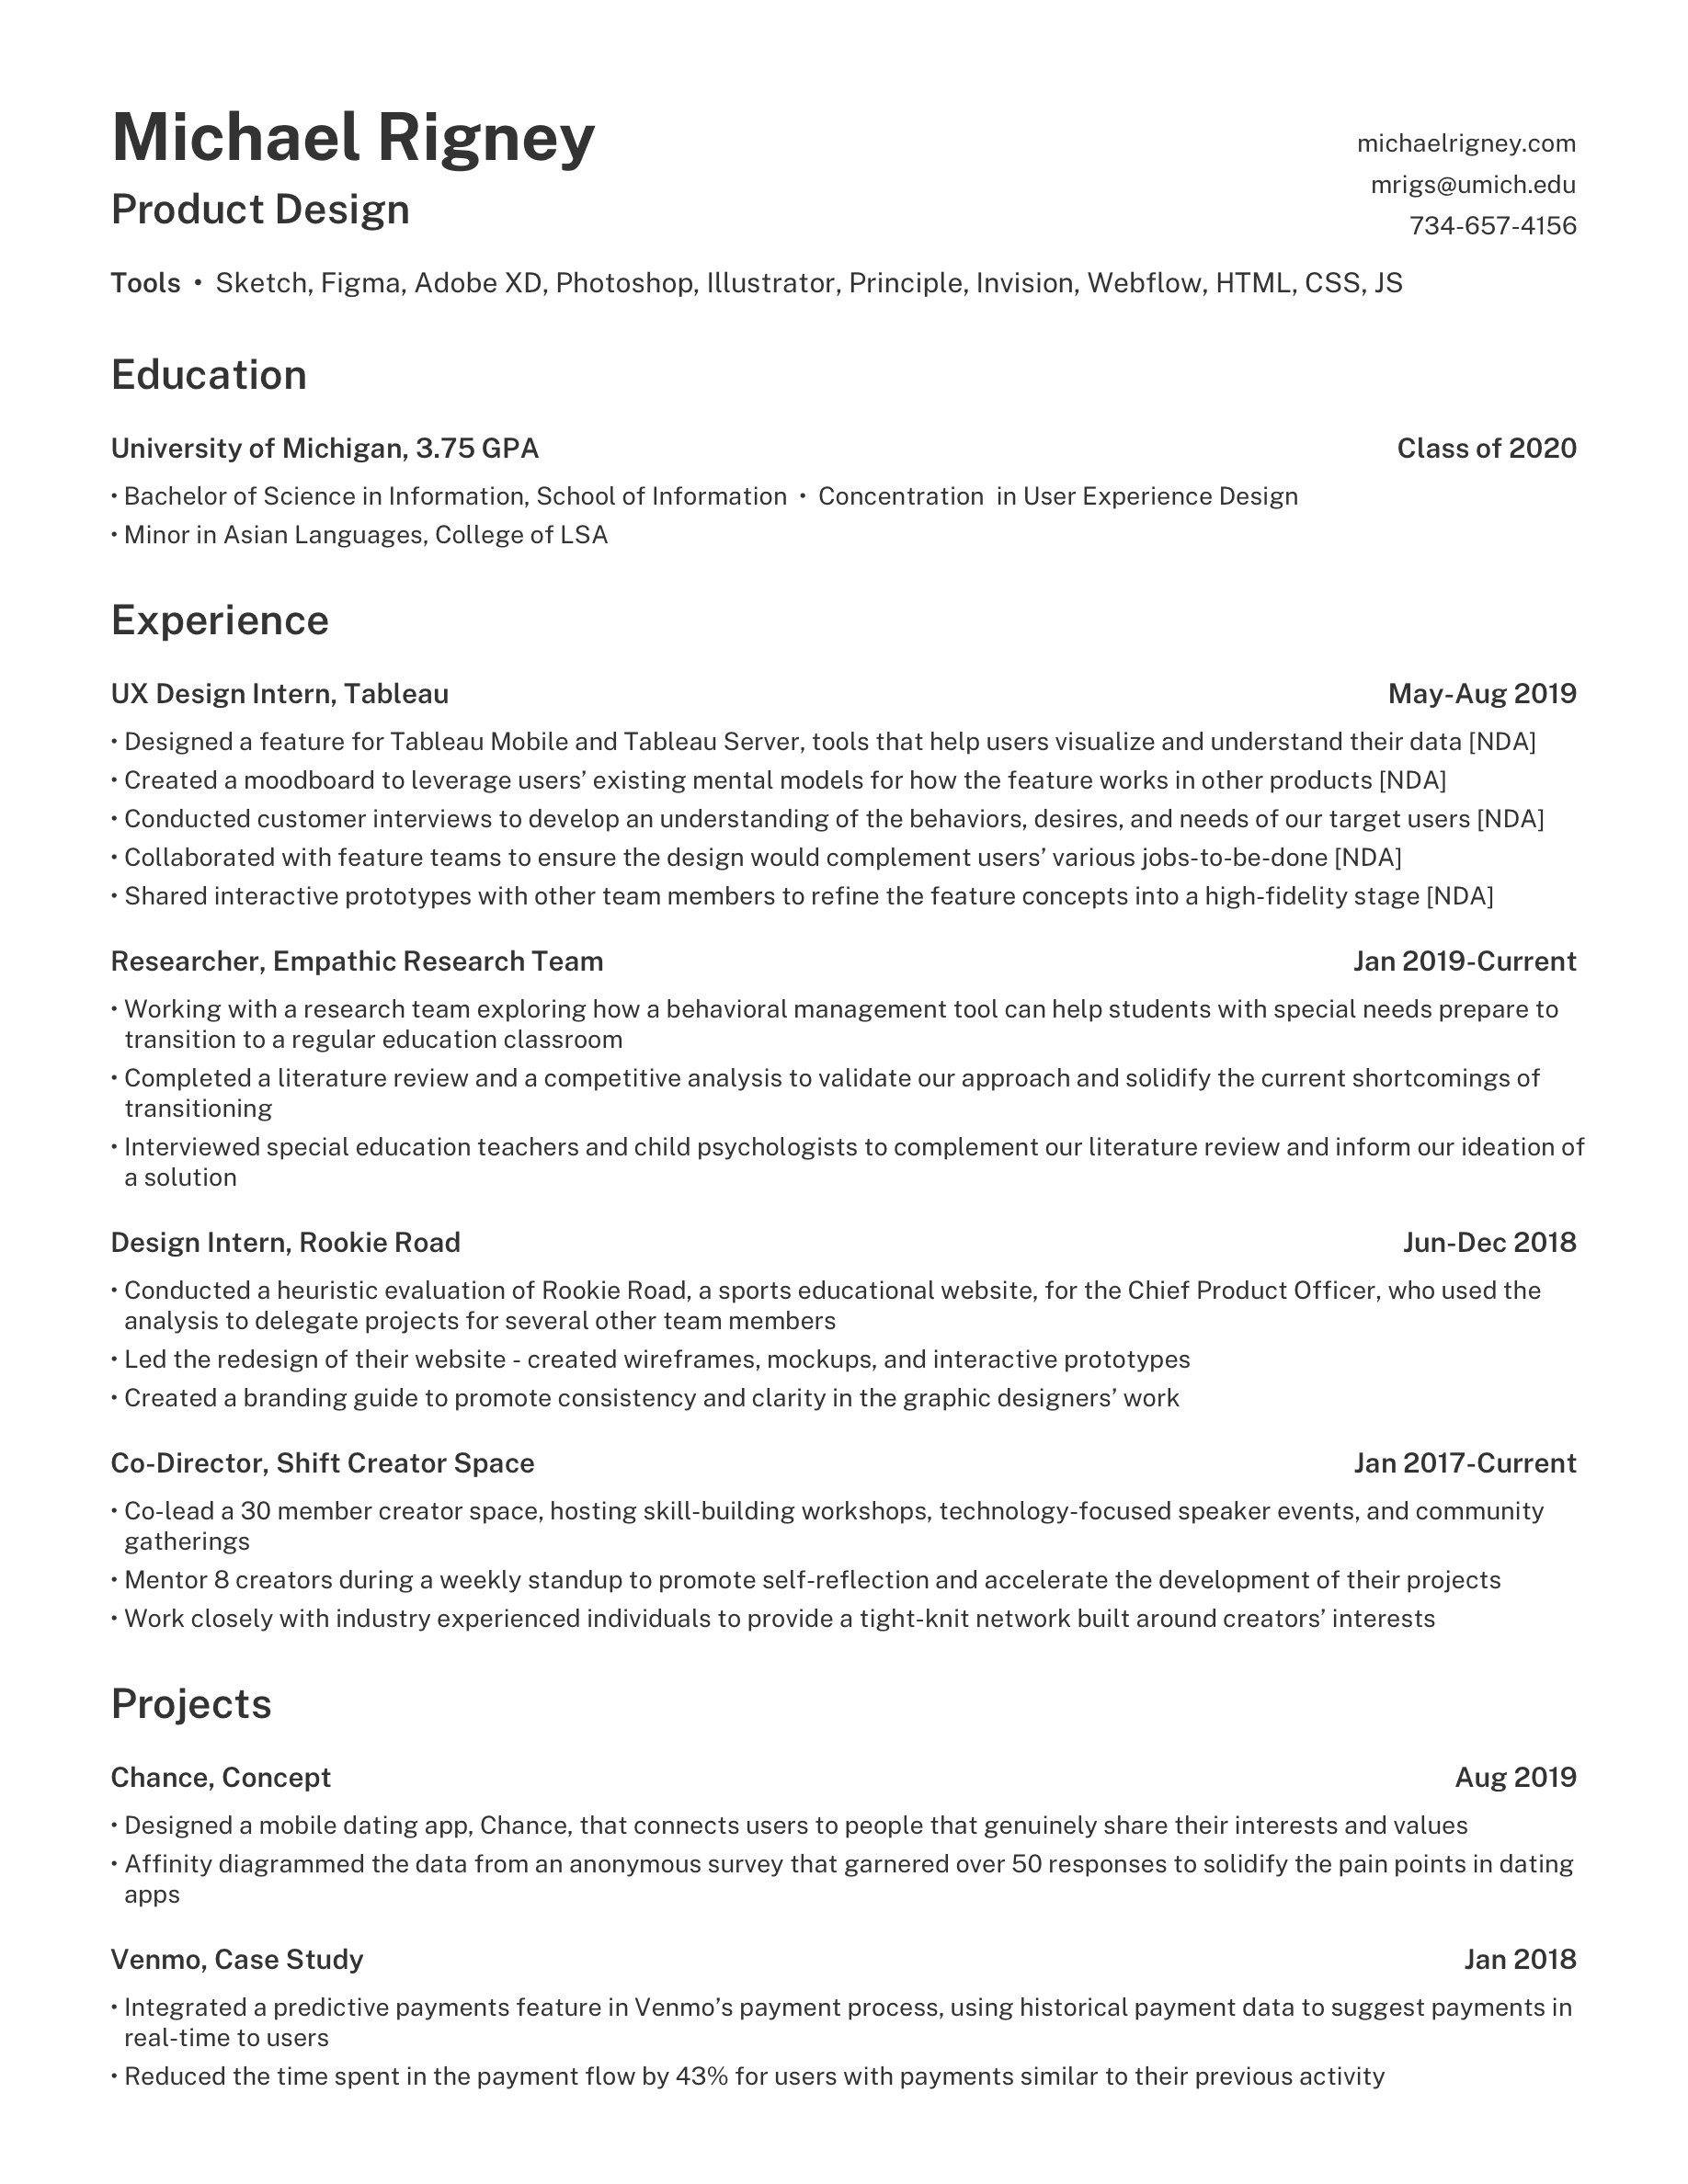 Michael Rigney
michaelrigney.com
Product Design
mrigs@umich.edu
734-657-4156
Tools • Sketch, Figma, Adobe XD, Photoshop, Illustrator, Principle, Invision, Webflow, HTML, CSS, JS
Education
University of Michigan, 3.75 GPA Class of 2020
• Bachelor of Science in Information, School of Information • Concentration in User Experience Design
• Minor in Asian Languages, College of LSA
Experience
UX Design Intern, Tableau May-Aug 2019
• Designed a feature for Tableau Mobile and Tableau Server, tools that help users visualize and understand their data [NDA]
• Created a moodboard to leverage users’ existing mental models for how the feature works in other products [NDA]
• Conducted customer interviews to develop an understanding of the behaviors, desires, and needs of our target users [NDA]
• Collaborated with feature teams to ensure the design would complement users’ various jobs-to-be-done [NDA]
• Shared interactive prototypes with other team members to refine the feature concepts into a high-fidelity stage [NDA]
Researcher, Empathic Research Team Jan 2019-Current
• Working with a research team exploring how a behavioral management tool can help students with special needs prepare to
transition to a regular education classroom
• Completed a literature review and a competitive analysis to validate our approach and solidify the current shortcomings of
transitioning
• Interviewed special education teachers and child psychologists to complement our literature review and inform our ideation of
a solution
Design Intern, Rookie Road Jun-Dec 2018
• Conducted a heuristic evaluation of Rookie Road, a sports educational website, for the Chief Product Officer, who used the
analysis to delegate projects for several other team members
• Led the redesign of their website - created wireframes, mockups, and interactive prototypes
• Created a branding guide to promote consistency and clarity in the graphic designers’ work
Co-Director, Shift Creator Space Jan 2017-Current
• Co-lead a 30 member creator space, hosting skill-building workshops, technology-focused speaker events, and community
gatherings
• Mentor 8 creators during a weekly standup to promote self-reflection and accelerate the development of their projects
• Work closely with industry experienced individuals to provide a tight-knit network built around creators’ interests
Projects
Chance, Concept Aug 2019
• Designed a mobile dating app, Chance, that connects users to people that genuinely share their interests and values
• Affinity diagrammed the data from an anonymous survey that garnered over 50 responses to solidify the pain points in dating
apps
Venmo, Case Study Jan 2018
• Integrated a predictive payments feature in Venmo’s payment process, using historical payment data to suggest payments in
real-time to users
• Reduced the time spent in the payment flow by 43% for users with payments similar to their previous activity